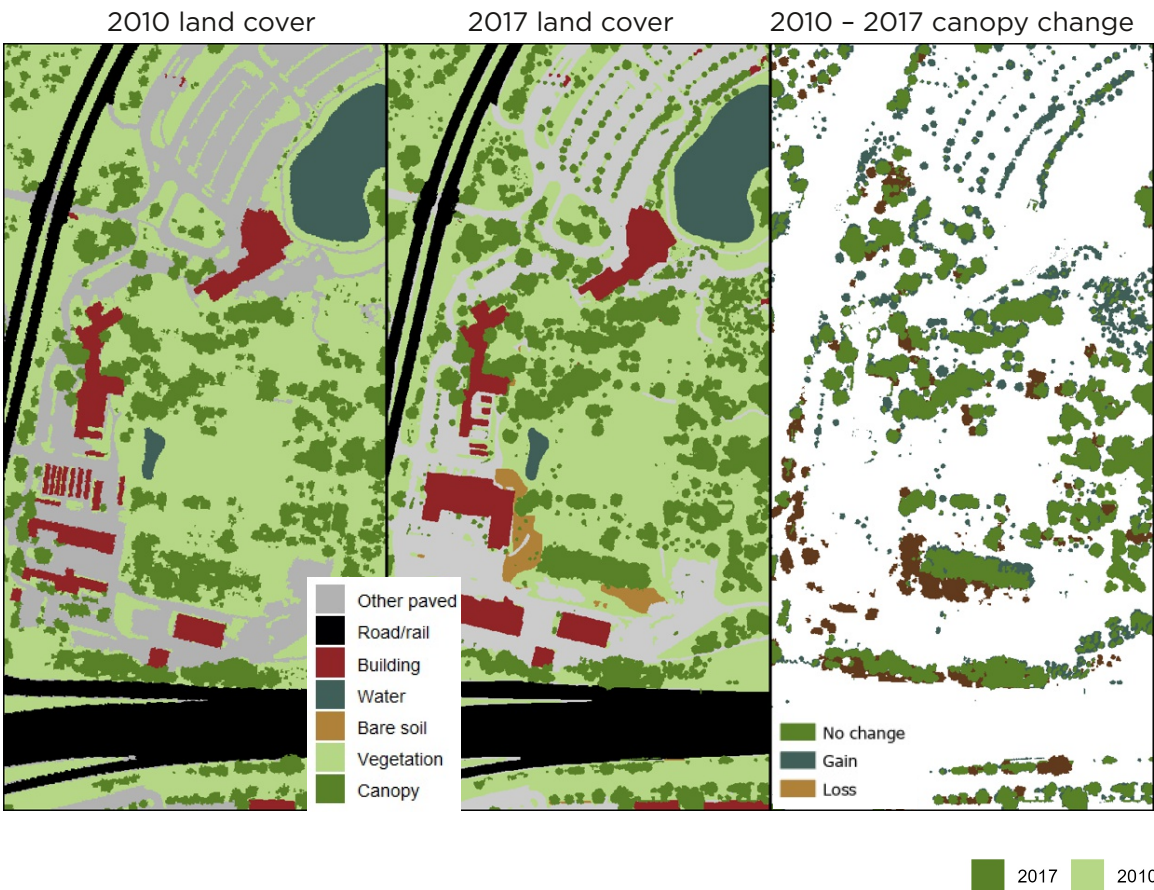 2010 land cover
2017 land cover
2010 – 2017 canopy change
Other paved
Road/rail
Building
Water
Bare soil
Vegetation
Canopy
No change
Gain
Loss
2017
2010